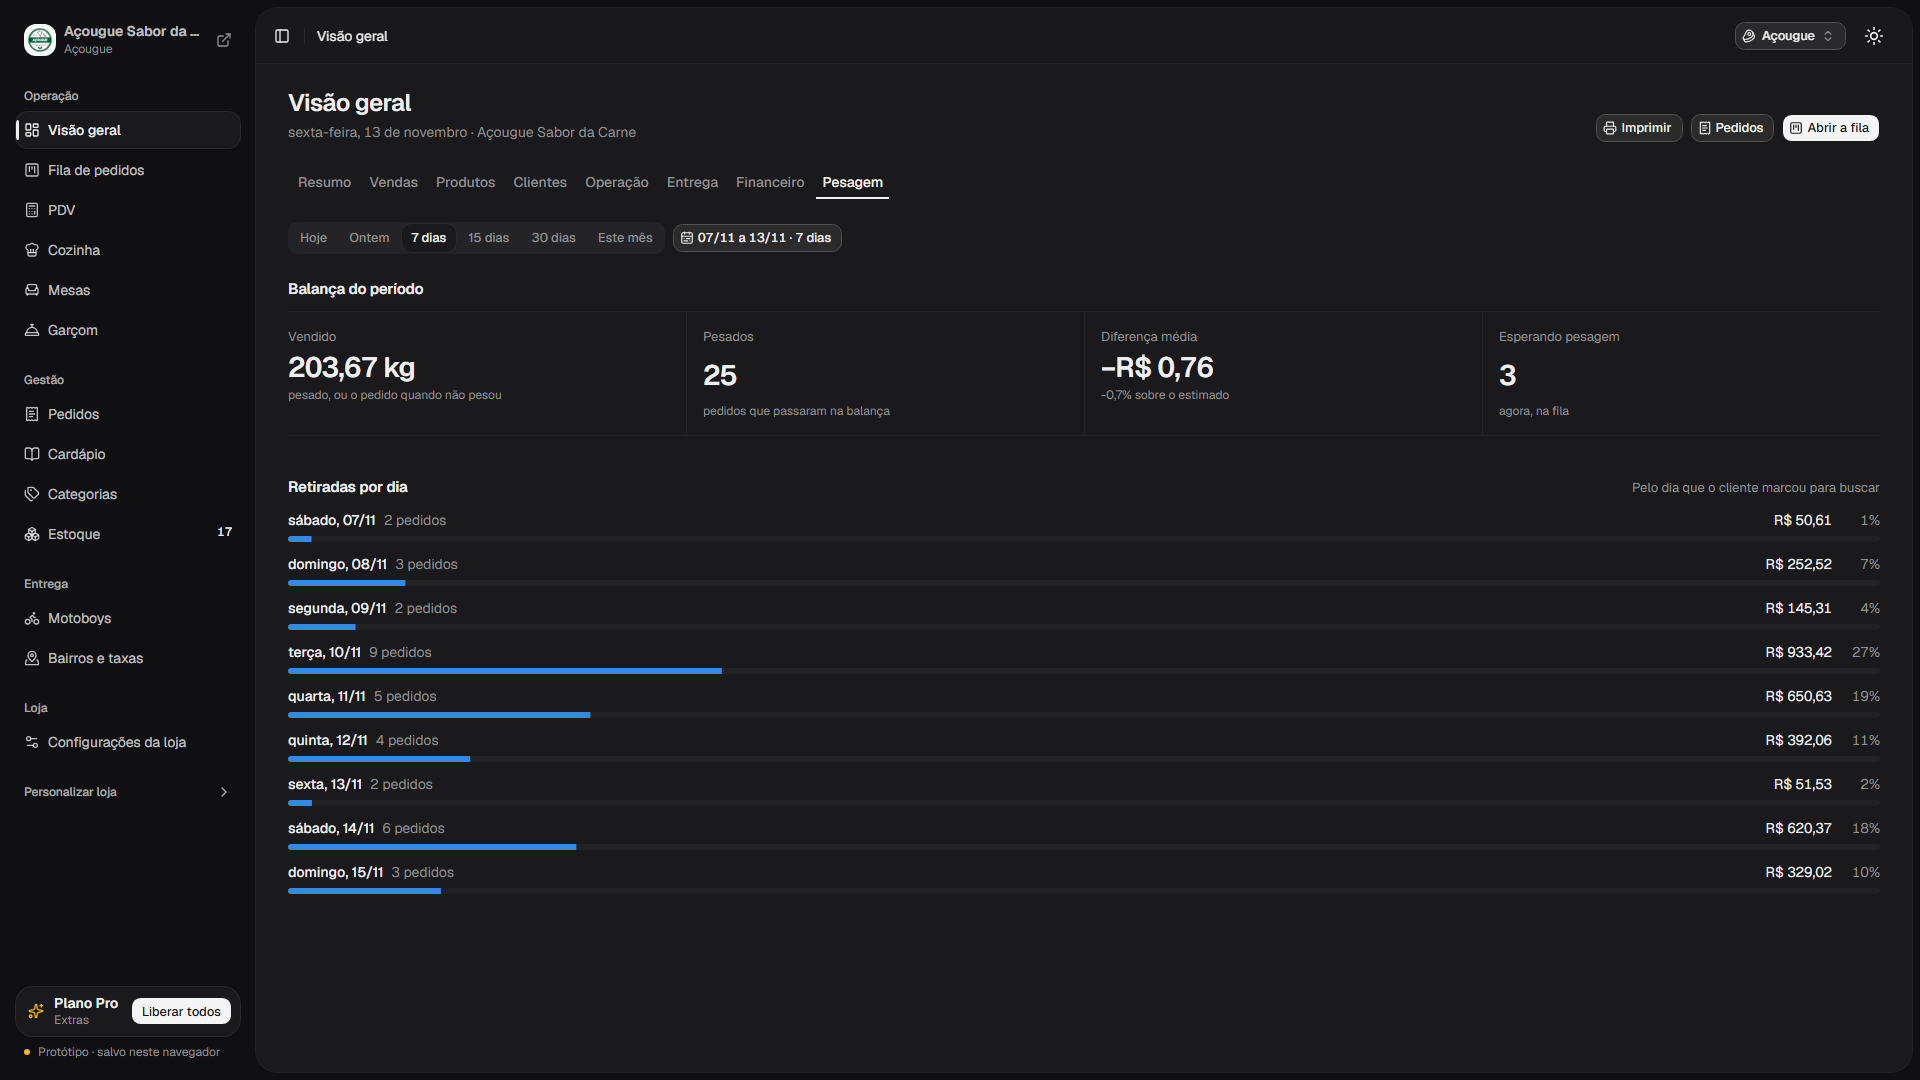 Açougue Sabor da ...
Açougue
Operação
Visão geral
Fila de pedidos
PDV
Cozinha
Mesas
Garçom
Gestão
Pedidos
Cardápio
Categorias
Estoque 17
Entrega
Motoboys
Bairros e taxas
Loja
Configurações da loja
Personalizar loja
Plano Pro
Extras
Liberar todos
Protótipo · salvo neste navegador
Visão geral
Açougue
Visão geral
sexta-feira, 13 de novembro · Açougue Sabor da Carne
Imprimir Pedidos Abrir a fila
Resumo Vendas Produtos Clientes Operação Entrega Financeiro Pesagem
Hoje Ontem 7 dias 15 dias 30 dias Este mês 07/11 a 13/11 · 7 dias
Balança do período
Vendido
203,67 kg
pesado, ou o pedido quando não pesou
Pesados
25
pedidos que passaram na balança
Diferença média
−R$ 0,76
-0,7% sobre o estimado
Esperando pesagem
3
agora, na fila
Retiradas por dia Pelo dia que o cliente marcou para buscar
sábado, 07/11 2 pedidos R$ 50,61 1%
domingo, 08/11 3 pedidos R$ 252,52 7%
segunda, 09/11 2 pedidos R$ 145,31 4%
terça, 10/11 9 pedidos R$ 933,42 27%
quarta, 11/11 5 pedidos R$ 650,63 19%
quinta, 12/11 4 pedidos R$ 392,06 11%
sexta, 13/11 2 pedidos R$ 51,53 2%
sábado, 14/11 6 pedidos R$ 620,37 18%
domingo, 15/11 3 pedidos R$ 329,02 10%